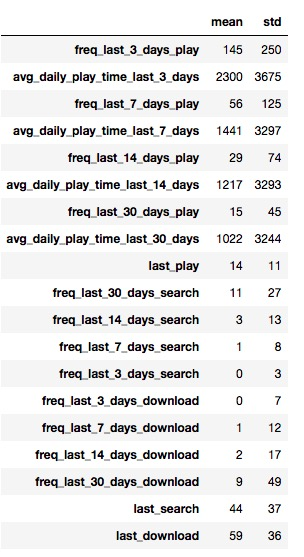 mean std
freq_last_3_days_play 145 250
avg_daily_play_time_last_3_days 2300 3675
freq_last_7_days_play 56 125
avg_daily_play_time_last_7_days 1441 3297
freq_last_14_days_play 29 74
avg_daily_play_time_last_14_days 1217 3293
freq_last_30_days_play 15 45
avg_daily_play_time_last_30_days 1022 3244
last_play 14 11
freq_last_30_days_search 11 27
freq_last_14_days_search 3 13
freq_last_7_days_search 1 8
freq_last_3_days_search 0 3
freq_last_3_days_download 0 7
freq_last_7_days_download 1 12
freq_last_14_days_download 2 17
freq_last_30_days_download 9 49
last_search 44 37
last_download 59 36